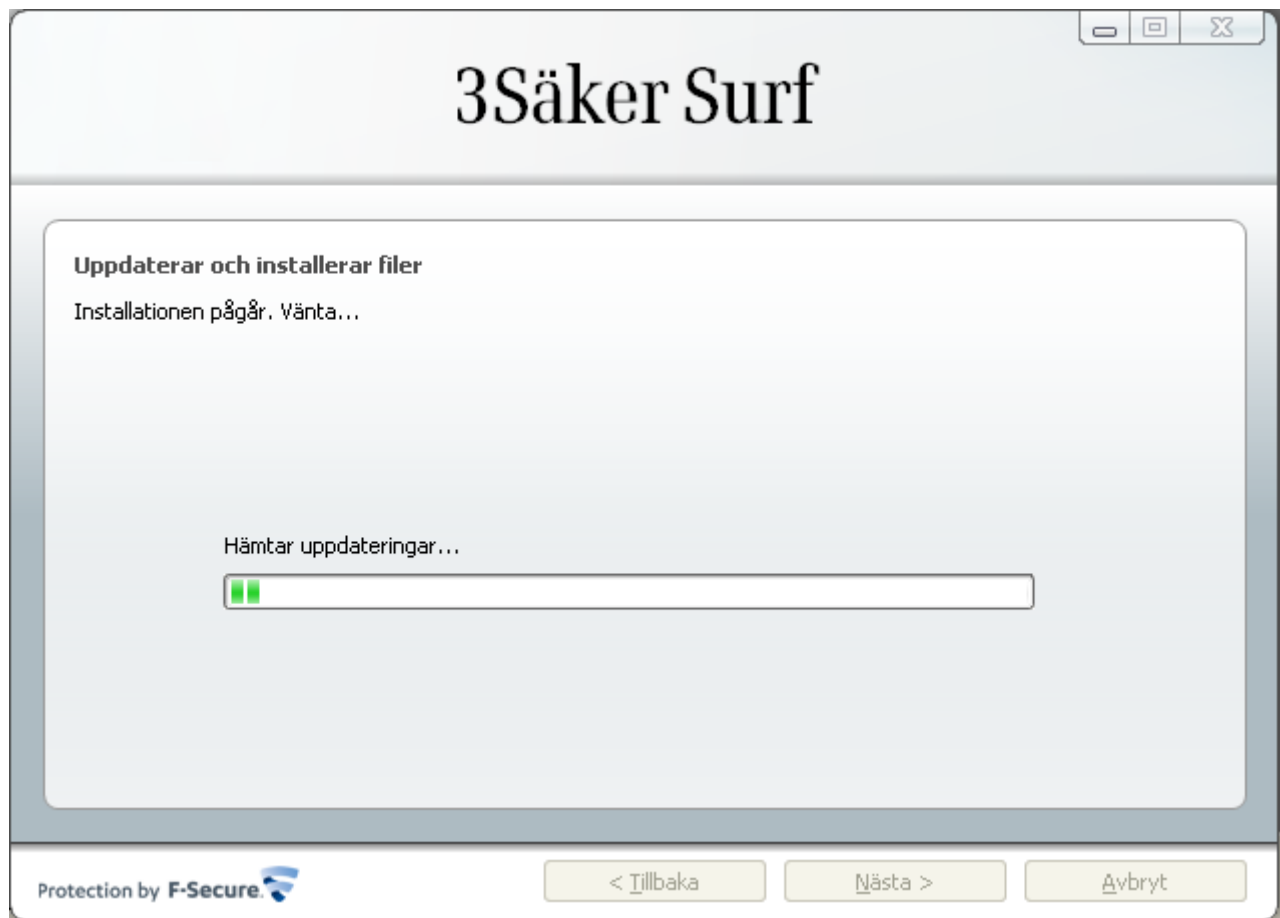 3Säker Surf
Uppdaterar och installerar filer
Installationen pågår. Vänta...
Hämtar uppdateringar...
Protection by F-Secure.
< Tillbaka
Nästa >
Avbryt